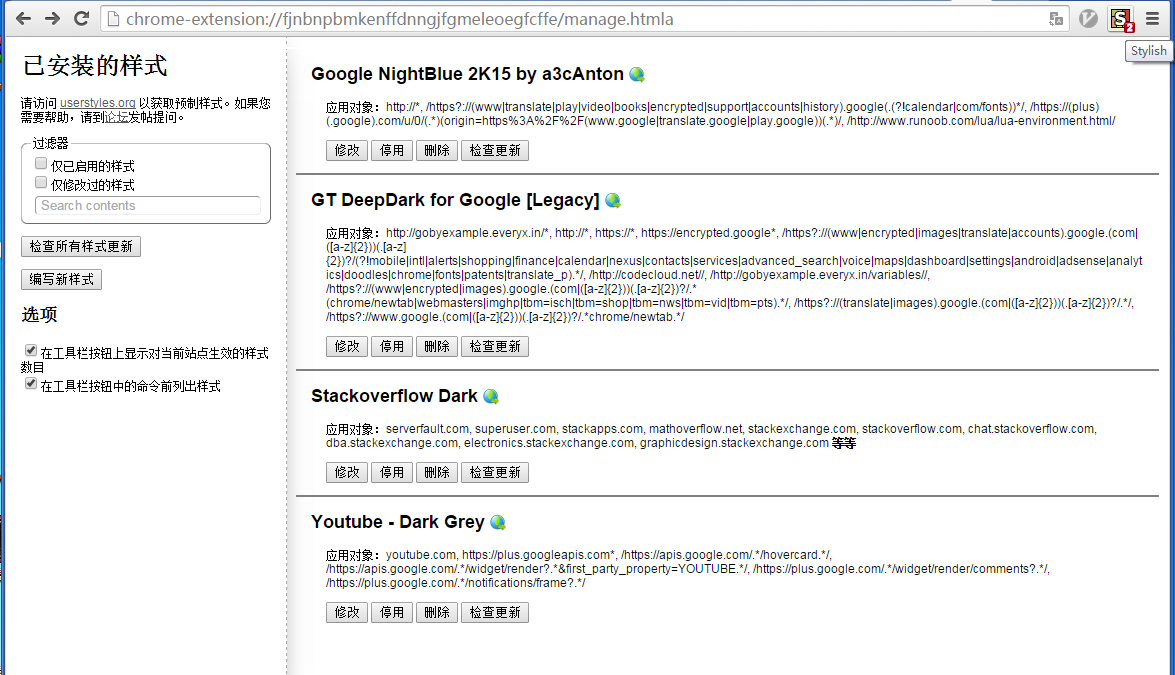 chrome-extension://fjnbnpbmkenffdnngjfgmeleoegfcffe/manage.htmla
2
Stylish
已安装的样式
请访问 userstyles.org 以获取预制样式。如果您
需要帮助，请到论坛发帖提问。
过滤器
仅已启用的样式
仅修改过的样式
Search contents
检查所有样式更新
编写新样式
选项
在工具栏按钮上显示对当前站点生效的样式
数目
在工具栏按钮中的命令前列出样式
Google NightBlue 2K15 by a3cAnton
应用对象：http://*, /https?://(www|translate|play|video|books|encrypted|support|accounts|history).google(.(?!calendar|com/fonts))*/, /https://(plus)
(.google).com/u/0/(.*)(origin=https%3A%2F%2F(www.google|translate.google|play.google))(.*)/, /http://www.runoob.com/lua/lua-environment.html/
修改 停用 删除 检查更新
GT DeepDark for Google [Legacy]
应用对象：http://gobyexample.everyx.in/*, http://*, https://*, https://encrypted.google*, /https?://(www|encrypted|images|translate|accounts).google.(com|
([a-z]{2}))(.[a-z]
{2})?/(?!mobile|intl|alerts|shopping|finance|calendar|nexus|contacts|services|advanced_search|voice|maps|dashboard|settings|android|adsense|analyt
ics|doodles|chrome|fonts|patents|translate_p).*/, /http://codecloud.net//, /http://gobyexample.everyx.in/variables//,
/https?://(www|encrypted|images).google.(com|([a-z]{2}))(.[a-z]{2})?/.*
(chrome/newtab|webmasters|imghp|tbm=isch|tbm=shop|tbm=nws|tbm=vid|tbm=pts).*/, /https?://(translate|images).google.(com|([a-z]{2}))(.[a-z]{2})?/.*/,
/https?://www.google.(com|([a-z]{2}))(.[a-z]{2})?/.*chrome/newtab.*/
修改 停用 删除 检查更新
Stackoverflow Dark
应用对象：serverfault.com, superuser.com, stackapps.com, mathoverflow.net, stackexchange.com, stackoverflow.com, chat.stackoverflow.com,
dba.stackexchange.com, electronics.stackexchange.com, graphicdesign.stackexchange.com 等等
修改 停用 删除 检查更新
Youtube - Dark Grey
应用对象：youtube.com, https://plus.googleapis.com*, /https://apis.google.com/.*/hovercard.*/,
/https://apis.google.com/.*/widget/render?.*&first_party_property=YOUTUBE.*/, /https://plus.google.com/.*/widget/render/comments?.*/,
/https://plus.google.com/.*/notifications/frame?.*/
修改 停用 删除 检查更新